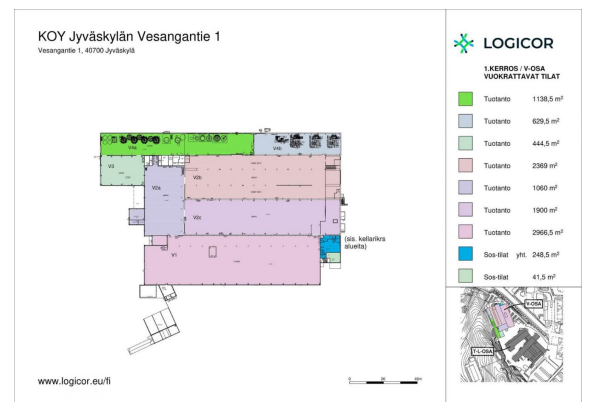 KOY Jyväskylän Vesangantie 1
Vesangantie 1, 40700 Jyväskylä
LOGICOR
1.KERROS / V-OSA
VUOKRATTAVAT TILAT
Tuotanto 1138,5 m²
Tuotanto 629,5 m²
Tuotanto 444,5 m²
Tuotanto 2369 m²
Tuotanto 1060 m²
Tuotanto 1900 m²
Tuotanto 2966,5 m²
Sos-tilat yht. 248,5 m²
Sos-tilat 41,5 m²
V4a
V4b
V3
V2a
V2b
V2c
V1
(sis. kellarikrs
alueita)
V-OSA
T-L-OSA
www.logicor.eu/fi